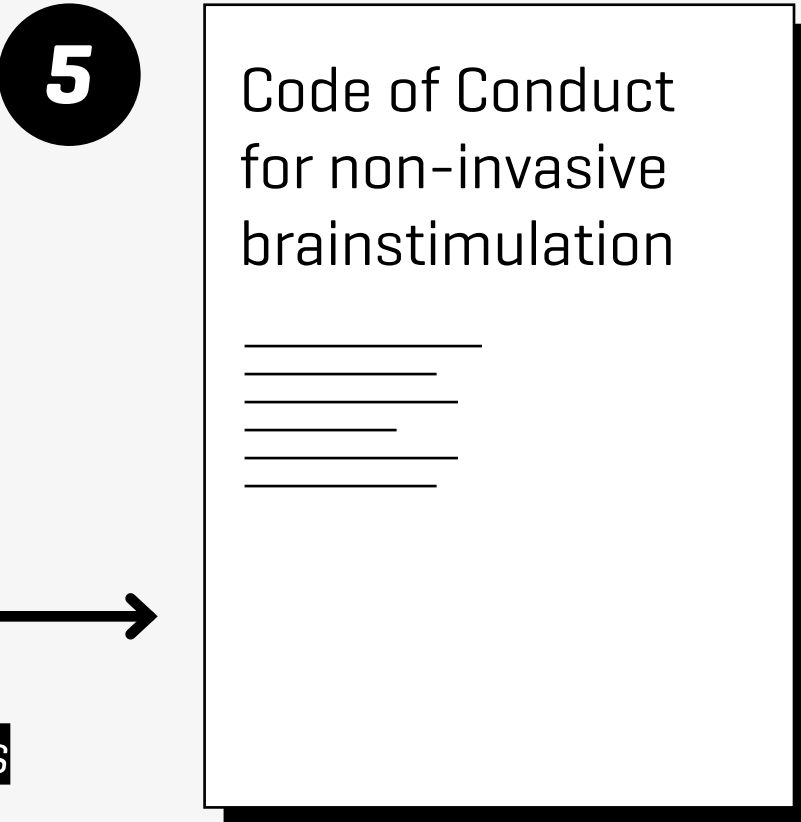 5
Code of Conduct
for non-invasive
brainstimulation
s